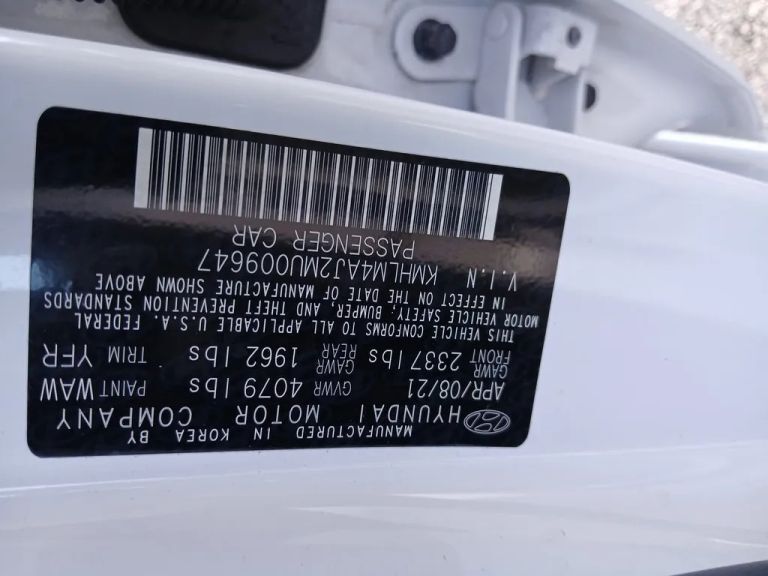 MANUFACTURED IN KOREA BY
HYUNDAI MOTOR COMPANY
APR/08/21 GVWR 4079 lbs PAINT WAW
GAWR FRONT 2337 lbs GAWR REAR 1962 lbs TRIM YFR
THIS VEHICLE CONFORMS TO ALL APPLICABLE U.S.A. FEDERAL
MOTOR VEHICLE SAFETY, BUMPER, AND THEFT PREVENTION STANDARDS
IN EFFECT ON THE DATE OF MANUFACTURE SHOWN ABOVE
V.I.N KMHLM4AJ2MU009647
PASSENGER CAR